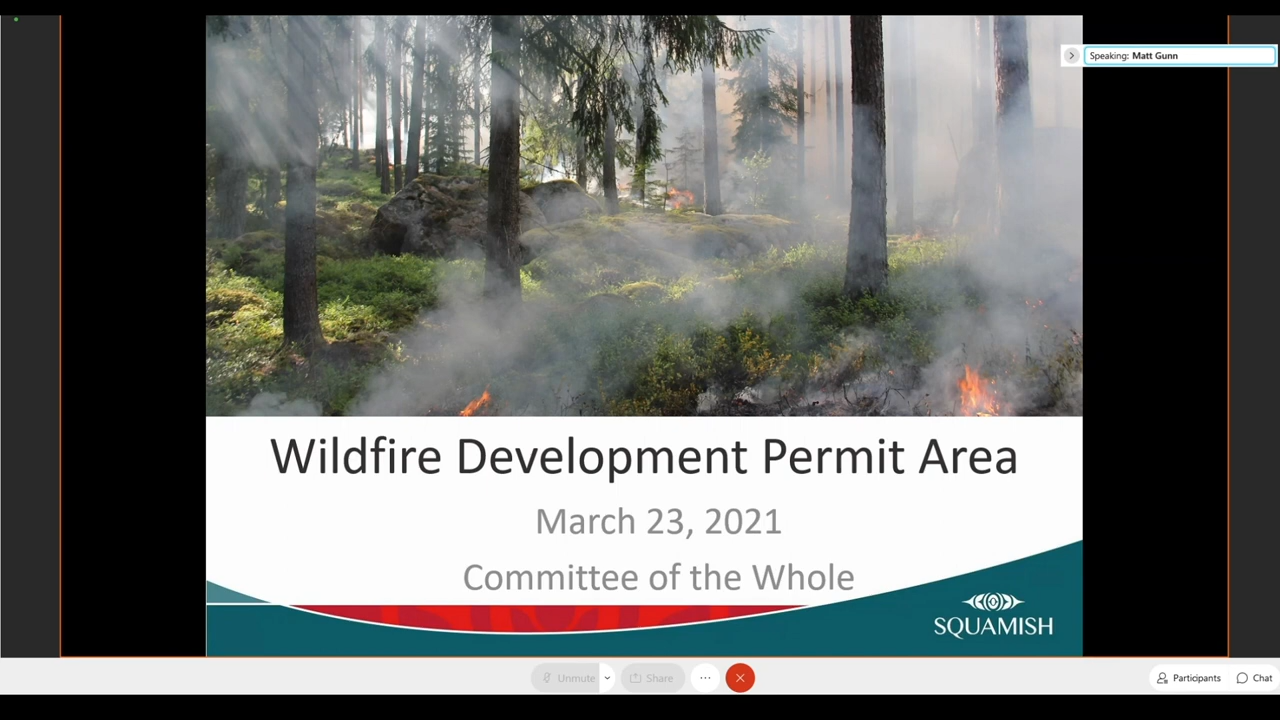 Speaking: Matt Gunn
Wildfire Development Permit Area
March 23, 2021
Committee of the Whole
SQUAMISH
Unmute
Share
Participants
Chat